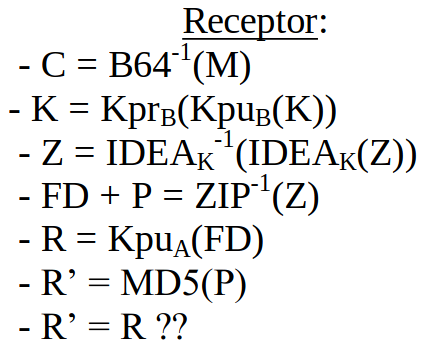 Receptor:
- C = B64⁻¹(M)
- K = Kpr_B(Kpu_B(K))
- Z = IDEA_K⁻¹(IDEA_K(Z))
- FD + P = ZIP⁻¹(Z)
- R = Kpu_A(FD)
- R’ = MD5(P)
- R’ = R ??